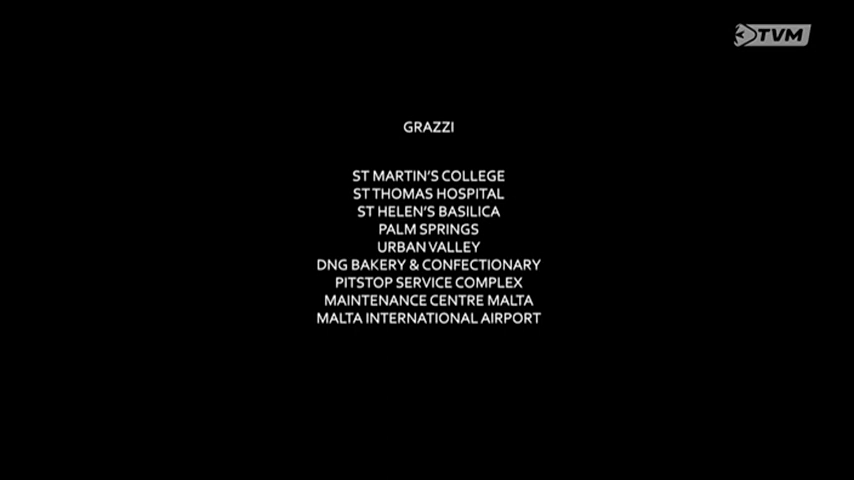 TVM
GRAZZI
ST MARTIN'S COLLEGE
ST THOMAS HOSPITAL
ST HELEN'S BASILICA
PALM SPRINGS
URBAN VALLEY
DNG BAKERY & CONFECTIONARY
PITSTOP SERVICE COMPLEX
MAINTENANCE CENTRE MALTA
MALTA INTERNATIONAL AIRPORT